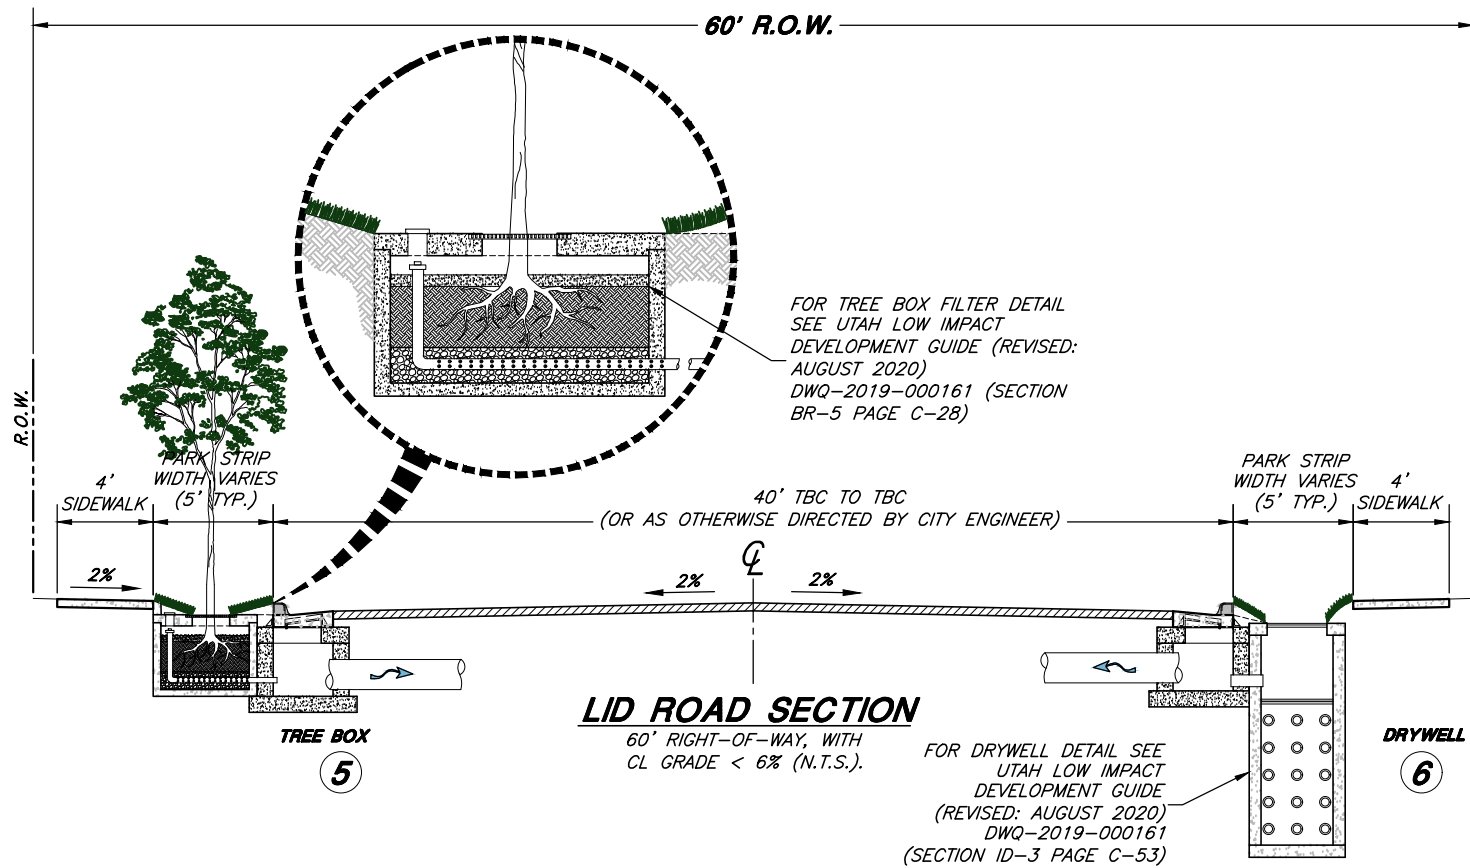 60' R.O.W.
FOR TREE BOX FILTER DETAIL
SEE UTAH LOW IMPACT
DEVELOPMENT GUIDE (REVISED:
AUGUST 2020)
DWQ-2019-000161 (SECTION
BR-5 PAGE C-28)
R.O.W.
4'
SIDEWALK
PARK STRIP
WIDTH VARIES
(5' TYP.)
40' TBC TO TBC
(OR AS OTHERWISE DIRECTED BY CITY ENGINEER)
PARK STRIP
WIDTH VARIES
(5' TYP.)
4'
SIDEWALK
CL
2%
2%
2%
TREE BOX
5
LID ROAD SECTION
60' RIGHT-OF-WAY, WITH
CL GRADE < 6% (N.T.S.).
FOR DRYWELL DETAIL SEE
UTAH LOW IMPACT
DEVELOPMENT GUIDE
(REVISED: AUGUST 2020)
DWQ-2019-000161
(SECTION ID-3 PAGE C-53)
DRYWELL
6